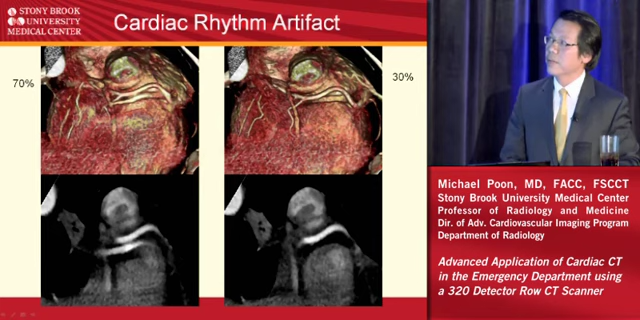 STONY BROOK
UNIVERSITY
MEDICAL CENTER
Cardiac Rhythm Artifact
70%
30%
Michael Poon, MD, FACC, FSCCT
Stony Brook University Medical Center
Professor of Radiology and Medicine
Dir. of Adv. Cardiovascular Imaging Program
Department of Radiology
Advanced Application of Cardiac CT
in the Emergency Department using
a 320 Detector Row CT Scanner